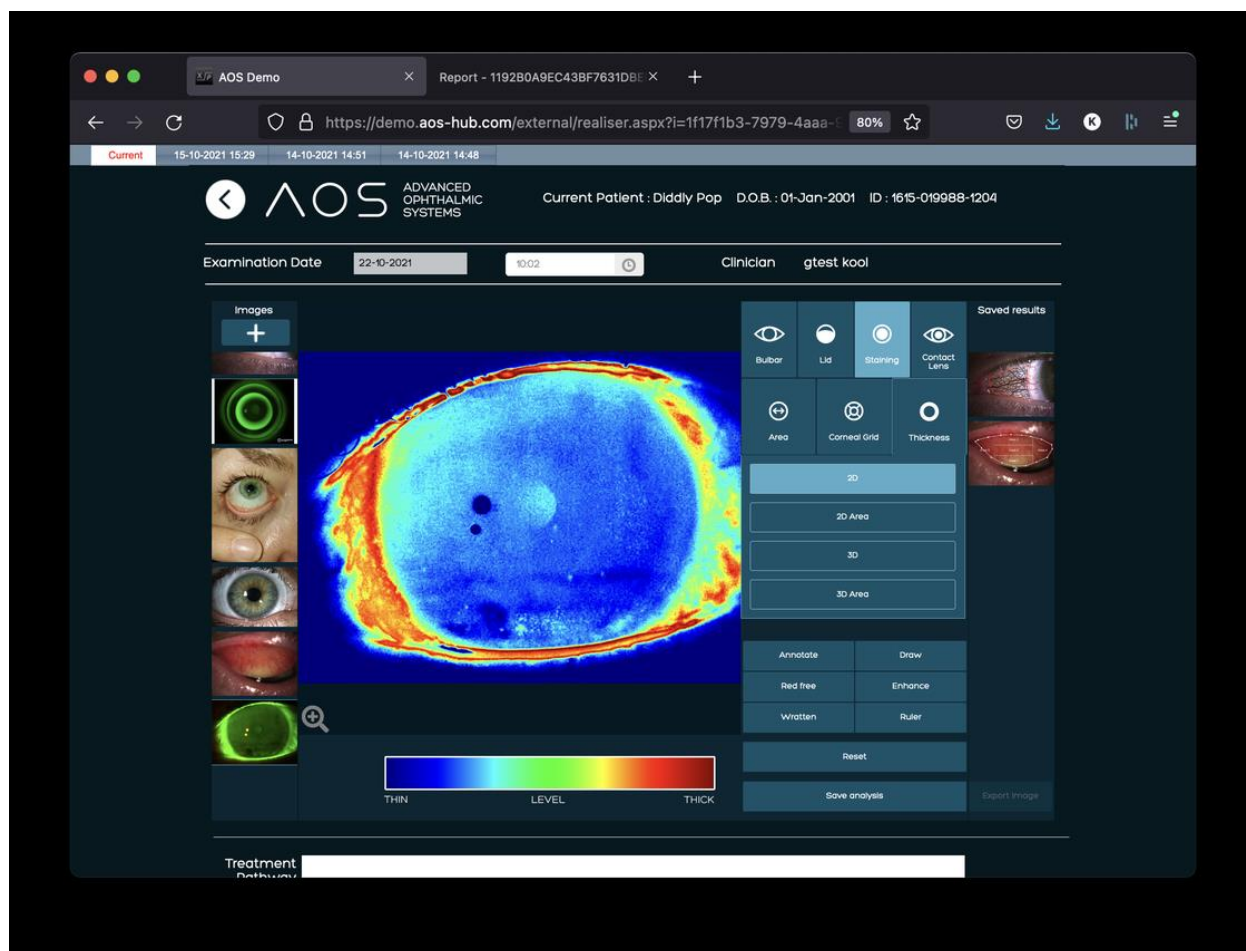 AOS Demo
Report - 1192B0A9EC43BF7631DBE
https://demo.aos-hub.com/external/realiser.aspx?i=1f17f1b3-7979-4aaa-
80%
K
Current 15-10-2021 15:29 14-10-2021 14:51 14-10-2021 14:48
AOS ADVANCED
OPHTHALMIC
SYSTEMS
Current Patient : Diddly Pop D.O.B. : 01-Jan-2001 ID : 1615-019988-1204
Examination Date 22-10-2021 10:02 Clinician gtest kool
Images
Saved results
Bulbar Lid Staining Contact
Lens
Area Corneal Grid Thickness
2D
2D Area
3D
3D Area
Annotate Draw
Red free Enhance
Wratten Ruler
Reset
Save analysis
Export Image
THIN LEVEL THICK
Treatment
Pathway